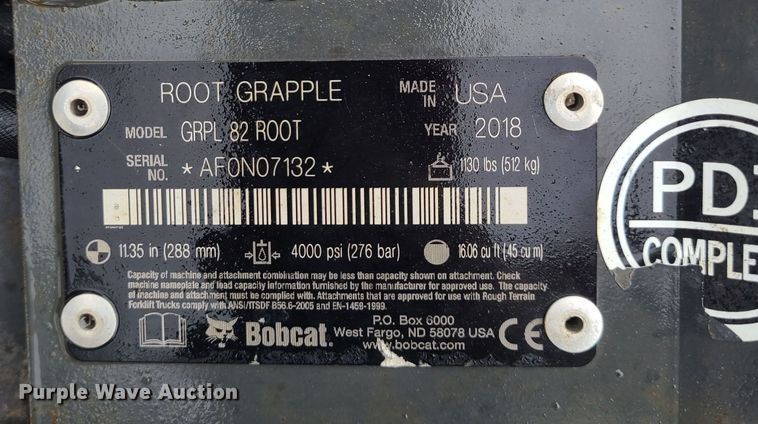 ROOT GRAPPLE
MADE IN USA
MODEL GRPL 82 ROOT
YEAR 2018
SERIAL NO. *AF0N07132*
1130 lbs (512 kg)
11.35 in (288 mm)
4000 psi (276 bar)
16.06 cu ft (.45 cu m)
Capacity of machine and attachment combination may be less than capacity shown on attachment. Check
machine nameplate and load capacity information furnished by the manufacturer for approved use. The capacity
of machine and attachment must be complied with. Attachments that are approved for use with Rough Terrain
Forklift Trucks comply with ANSI/ITSDF B56.6-2005 and EN-1459-1999.
Bobcat.
P.O. Box 6000
West Fargo, ND 58078 USA
www.bobcat.com
CE
PDI
COMPLE
Purple Wave Auction